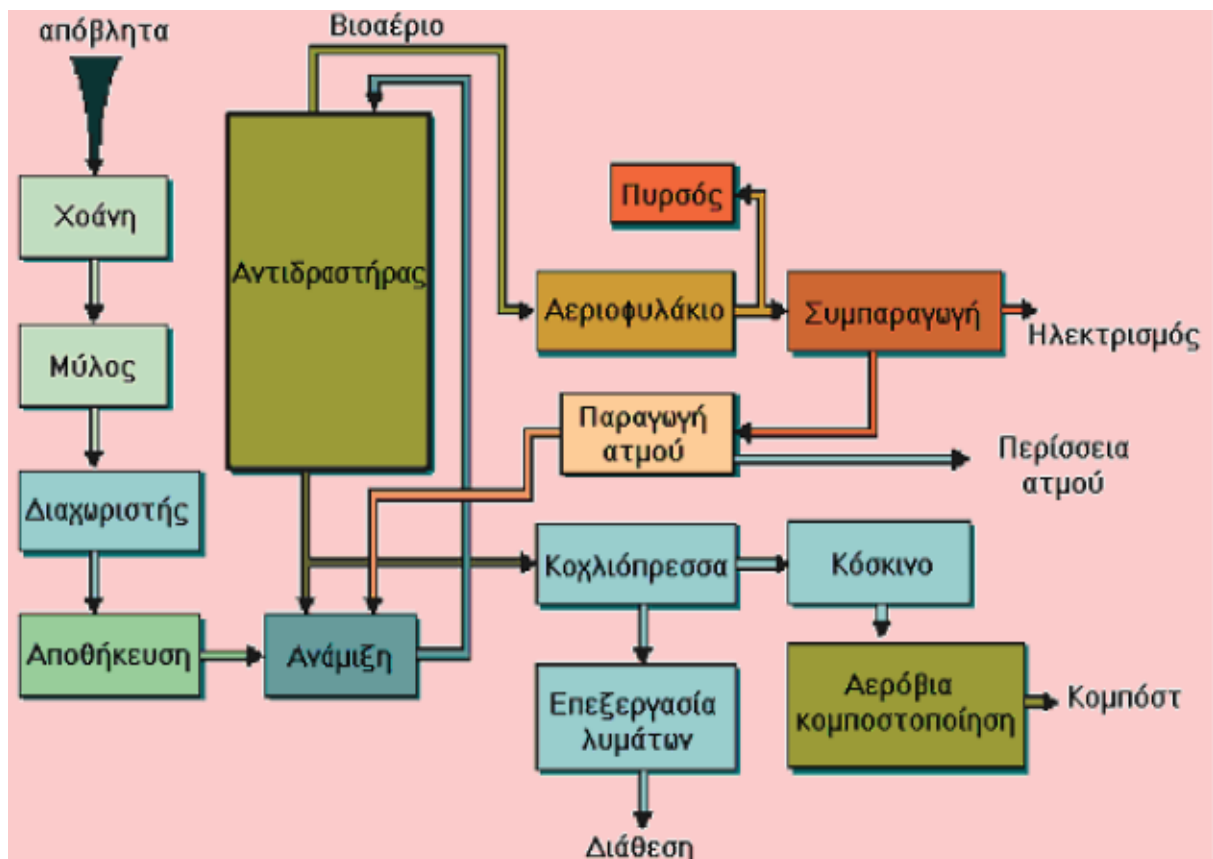 απόβλητα
Βιοαέριο
Χοάνη
Μύλος
Διαχωριστής
Αποθήκευση
Αντιδραστήρας
Ανάμιξη
Πυρσός
Αεριοφυλάκιο
Συμπαραγωγή
Ηλεκτρισμός
Παραγωγή
ατμού
Περίσσεια
ατμού
Κοχλιόπρεσσα
Κόσκινο
Επεξεργασία
λυμάτων
Αερόβια
κομποστοποίηση
Κομπόστ
Διάθεση